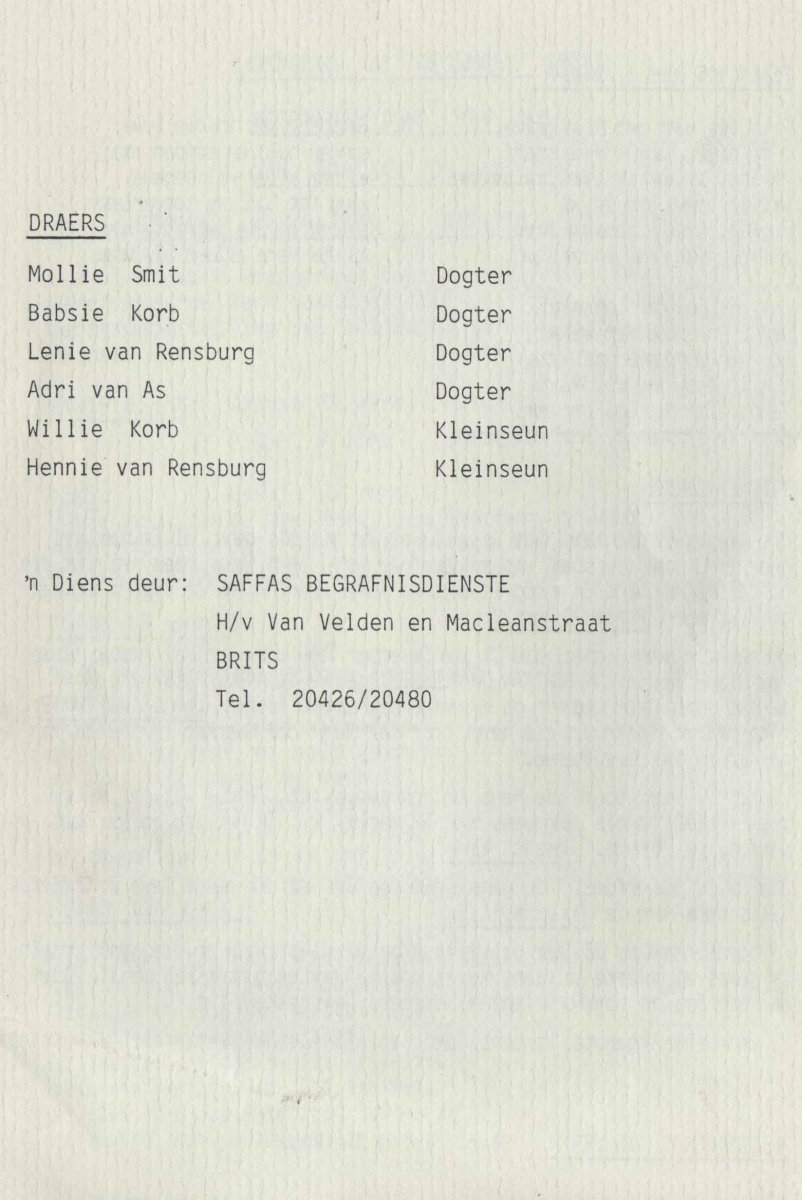 DRAERS
Mollie Smit Dogter
Babsie Korb Dogter
Lenie van Rensburg Dogter
Adri van As Dogter
Willie Korb Kleinseun
Hennie van Rensburg Kleinseun
'n Diens deur: SAFFAS BEGRAFNISDIENSTE
H/v Van Velden en Macleanstraat
BRITS
Tel. 20426/20480